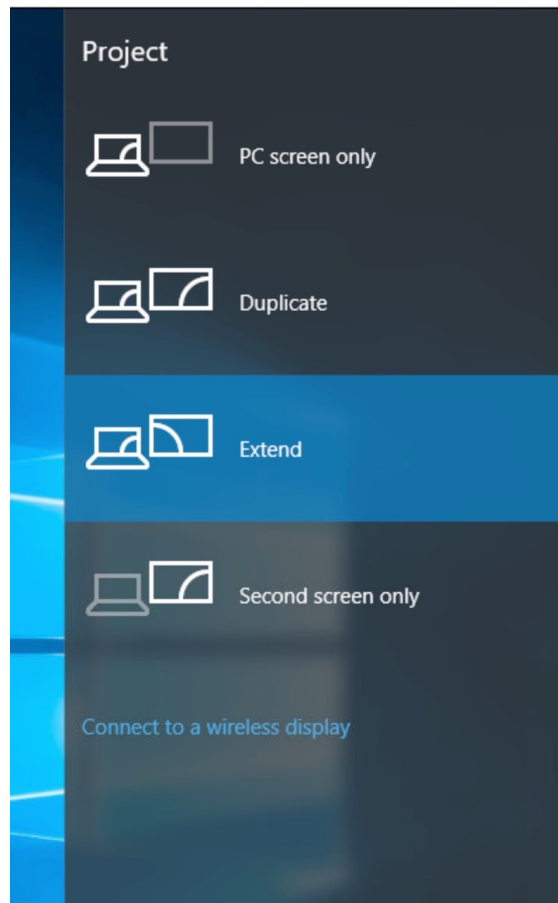 Project
PC screen only
Duplicate
Extend
Second screen only
Connect to a wireless display